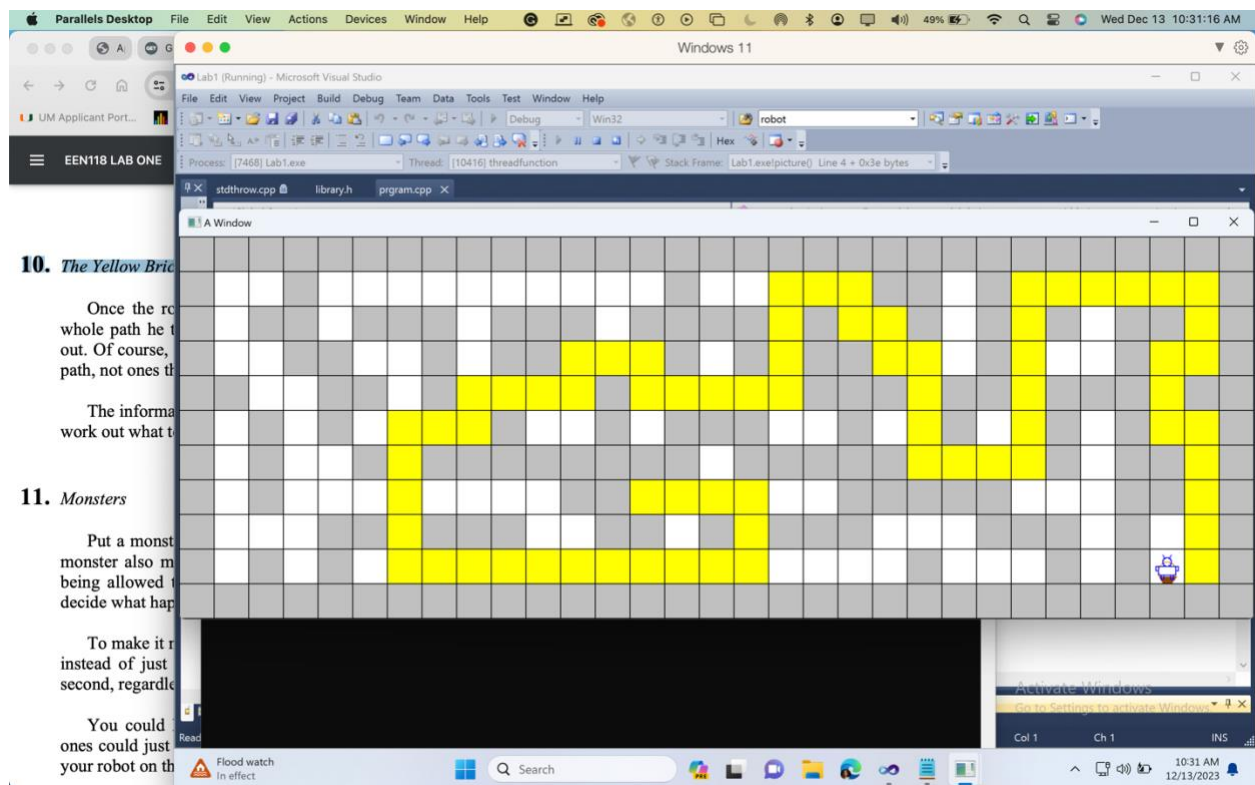 Parallels Desktop File Edit View Actions Devices Window Help 49% Wed Dec 13 10:31:16 AM
A G Windows 11
Lab1 (Running) - Microsoft Visual Studio
File Edit View Project Build Debug Team Data Tools Test Window Help
UM Applicant Port... Debug Win32 robot
Hex
EEN118 LAB ONE Process: [7468] Lab1.exe Thread: [10416] threadfunction Stack Frame: Lab1.exe!picture() Line 4 + 0x3e bytes
stdthrow.cpp library.h prgram.cpp
A Window
10. The Yellow Bric
Once the ro
whole path he t
out. Of course,
path, not ones th
The informa
work out what t
11. Monsters
Put a monst
monster also m
being allowed t
decide what hap
To make it r
instead of just
second, regardle
You could
ones could just
your robot on th
Activate Windows
Go to Settings to activate Windows.
Read Col 1 Ch 1 INS
Flood watch
In effect
Search
10:31 AM
12/13/2023